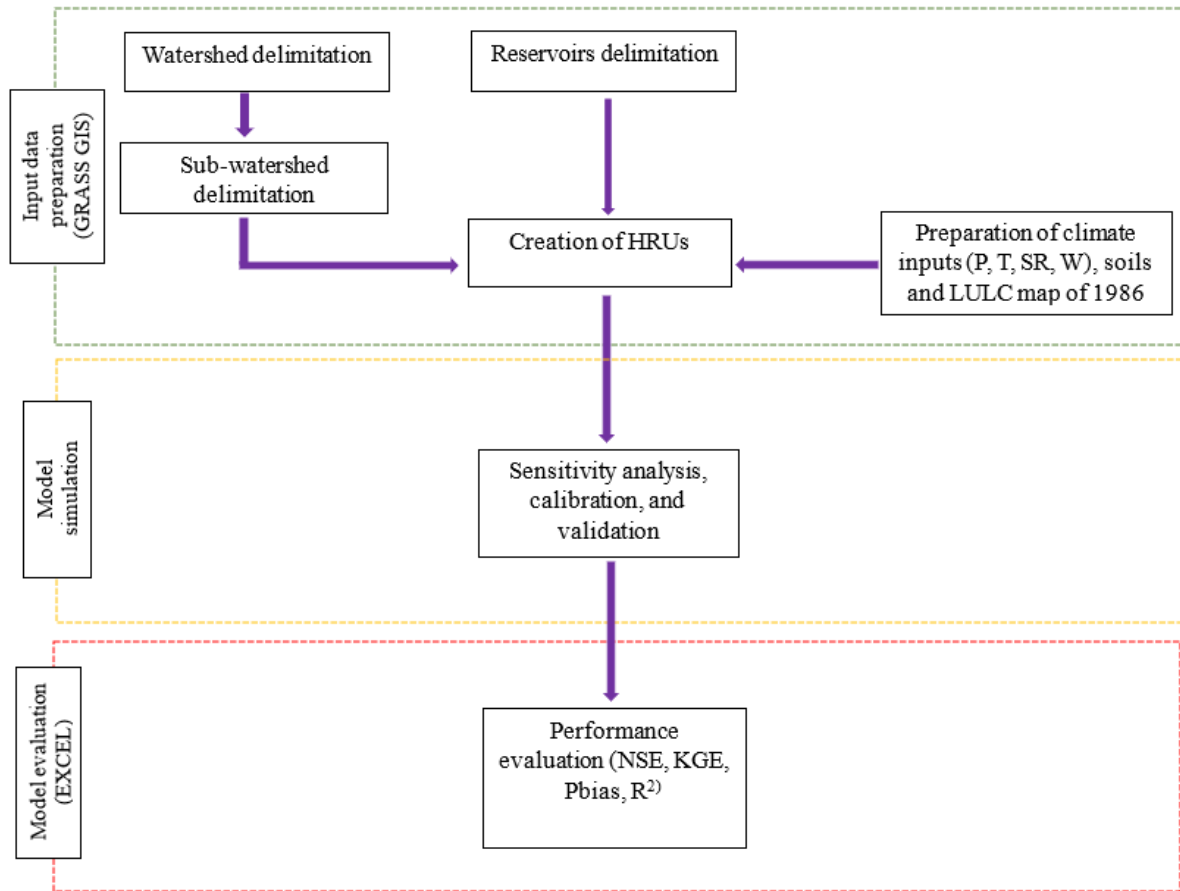 Watershed delimitation
Reservoirs delimitation
Input data
preparation
(GRASS GIS)
Sub-watershed
delimitation
Creation of HRUs
Preparation of climate
inputs (P, T, SR, W), soils
and LULC map of 1986
Model
simulation
Sensitivity analysis,
calibration, and
validation
Model evaluation
(EXCEL)
Performance
evaluation (NSE, KGE,
Pbias, R²⁾